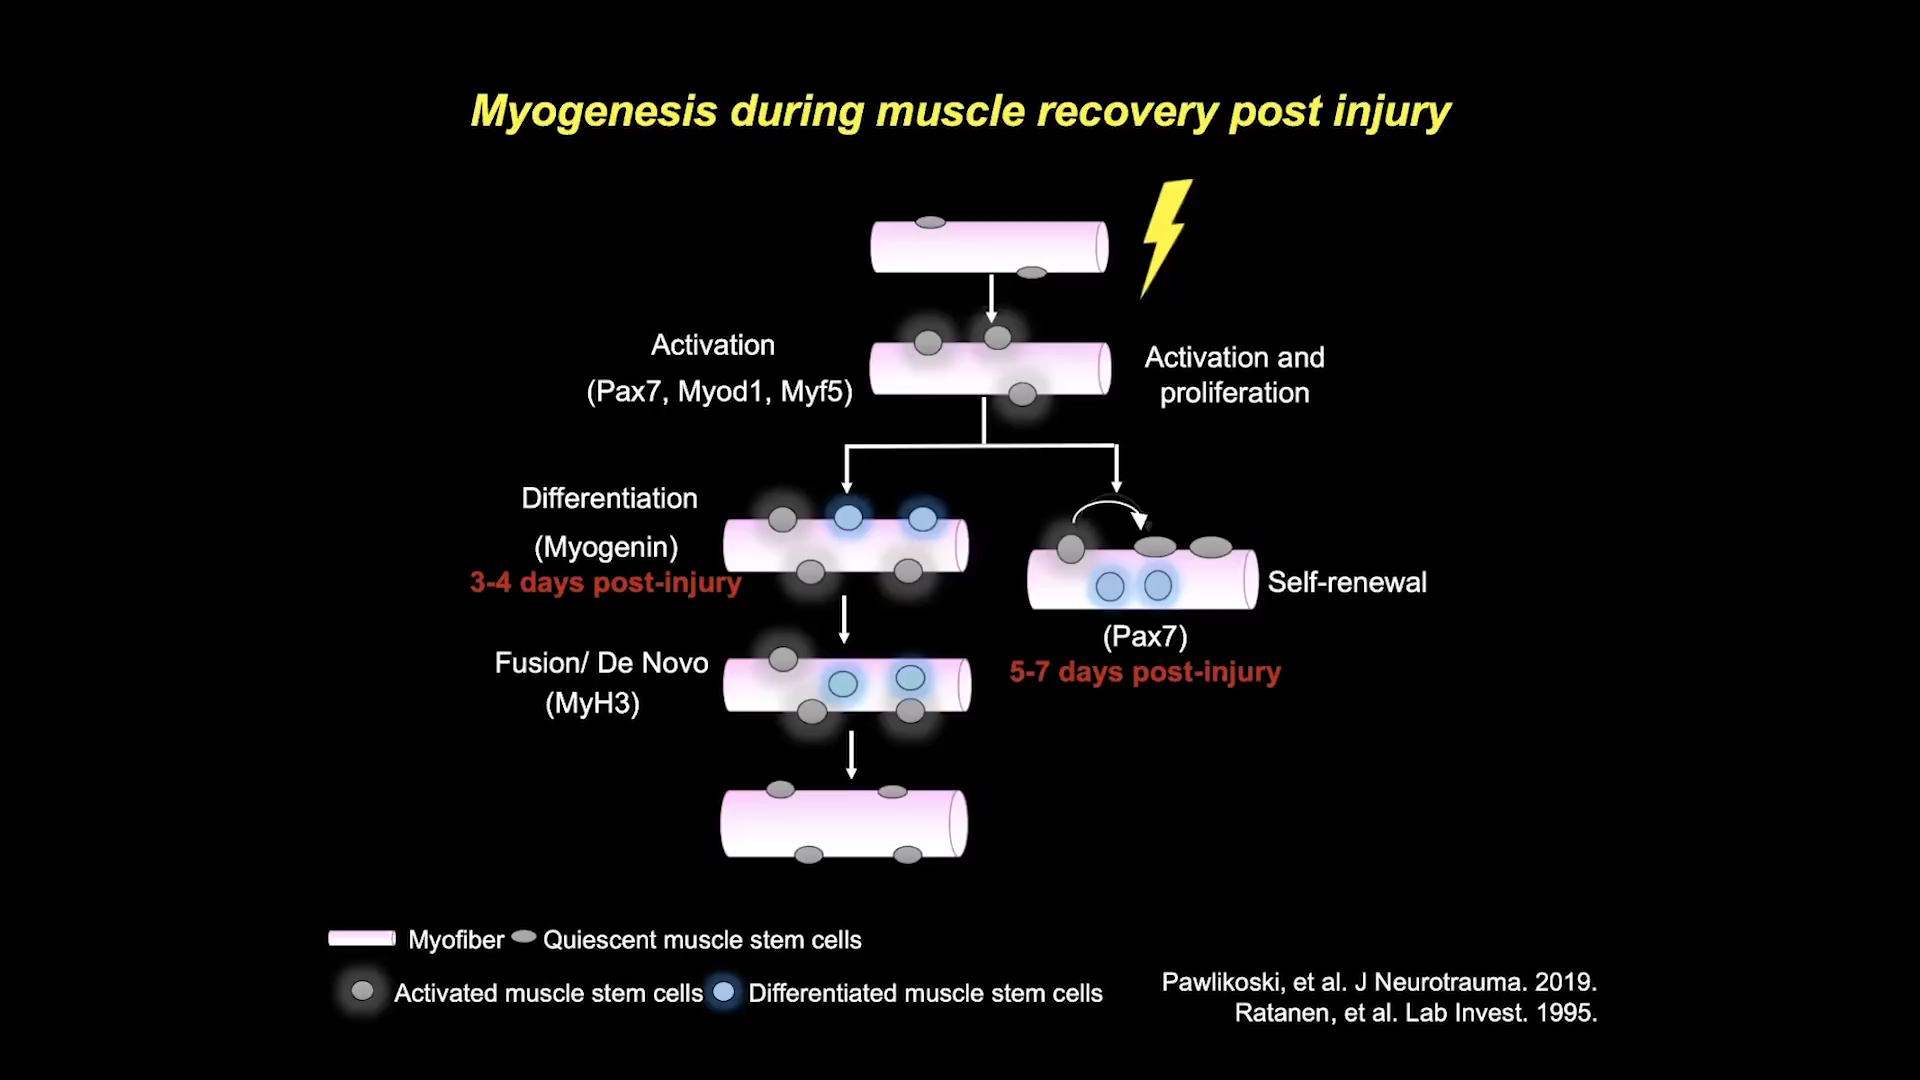 Myogenesis during muscle recovery post injury
Activation
(Pax7, Myod1, Myf5)
Activation and
proliferation
Differentiation
(Myogenin)
3-4 days post-injury
Self-renewal
(Pax7)
5-7 days post-injury
Fusion/ De Novo
(MyH3)
Myofiber
Quiescent muscle stem cells
Activated muscle stem cells
Differentiated muscle stem cells
Pawlikoski, et al. J Neurotrauma. 2019.
Ratanen, et al. Lab Invest. 1995.